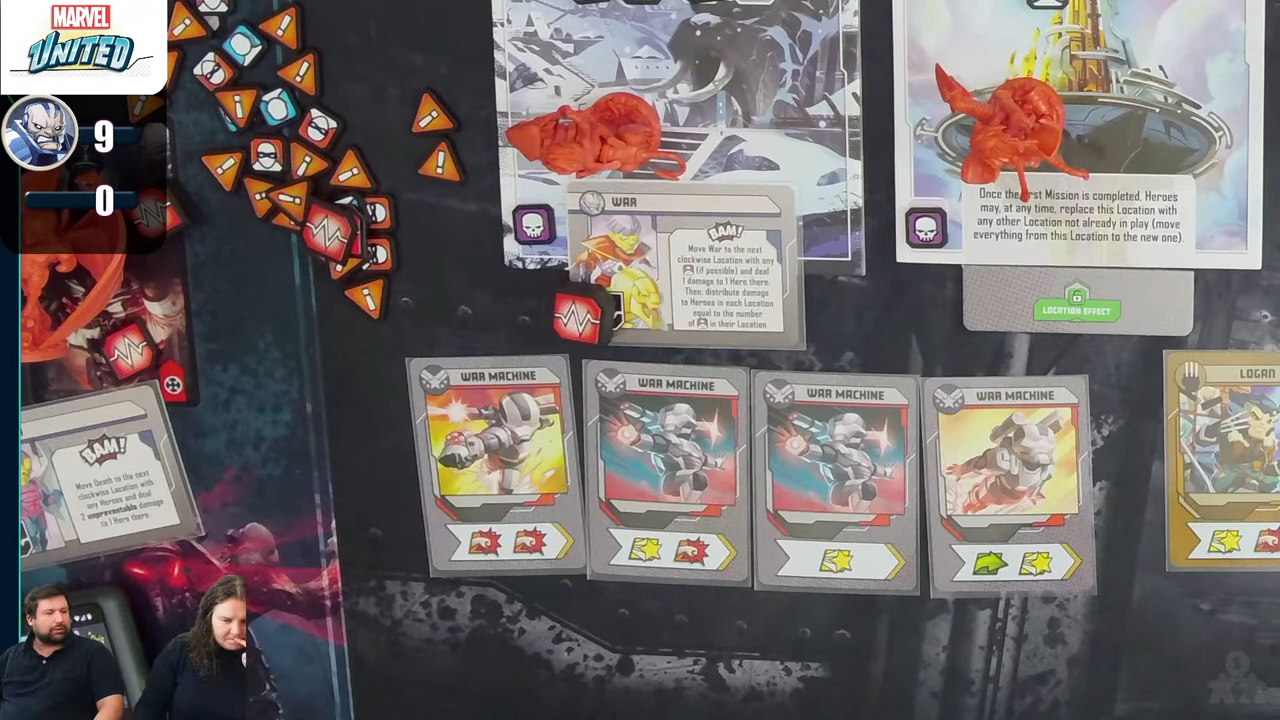 MARVEL
UNITED
9
0
WAR
BAM!
Move War to the next
clockwise Location with any
(if possible) and deal
1 damage to 1 Hero there.
Then, distribute damage
to Heroes in each Location
equal to the number
of in their Location
Once the first Mission is completed, Heroes
may, at any time, replace this Location with
any other Location not already in play (move
everything from this Location to the new one).
LOCATION EFFECT
BAM!
Move Death to the next
clockwise Location with
any Heroes and deal
2 unpreventable damage
to 1 Hero there.
WAR MACHINE
WAR MACHINE
WAR MACHINE
WAR MACHINE
LOGAN